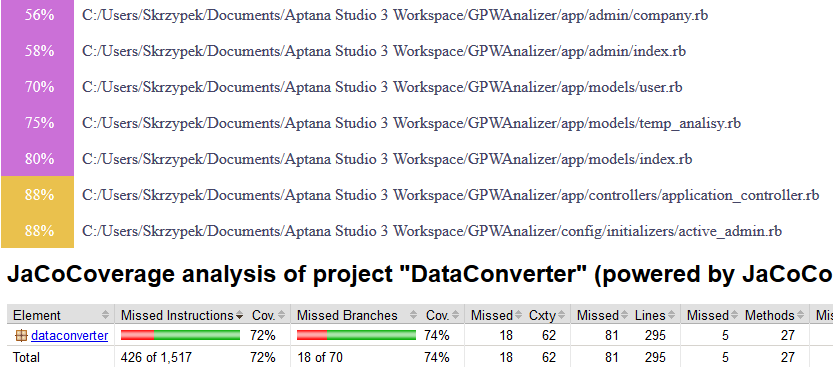 56% C:/Users/Skrzypek/Documents/Aptana Studio 3 Workspace/GPWAnalizer/app/admin/company.rb
58% C:/Users/Skrzypek/Documents/Aptana Studio 3 Workspace/GPWAnalizer/app/admin/index.rb
70% C:/Users/Skrzypek/Documents/Aptana Studio 3 Workspace/GPWAnalizer/app/models/user.rb
75% C:/Users/Skrzypek/Documents/Aptana Studio 3 Workspace/GPWAnalizer/app/models/temp_analisy.rb
80% C:/Users/Skrzypek/Documents/Aptana Studio 3 Workspace/GPWAnalizer/app/models/index.rb
88% C:/Users/Skrzypek/Documents/Aptana Studio 3 Workspace/GPWAnalizer/app/controllers/application_controller.rb
88% C:/Users/Skrzypek/Documents/Aptana Studio 3 Workspace/GPWAnalizer/config/initializers/active_admin.rb
JaCoCoverage analysis of project "DataConverter" (powered by JaCoCo
Element Missed Instructions Cov. Missed Branches Cov. Missed Cxty Missed Lines Missed Methods Mis
dataconverter 72% 74% 18 62 81 295 5 27
Total 426 of 1,517 72% 18 of 70 74% 18 62 81 295 5 27